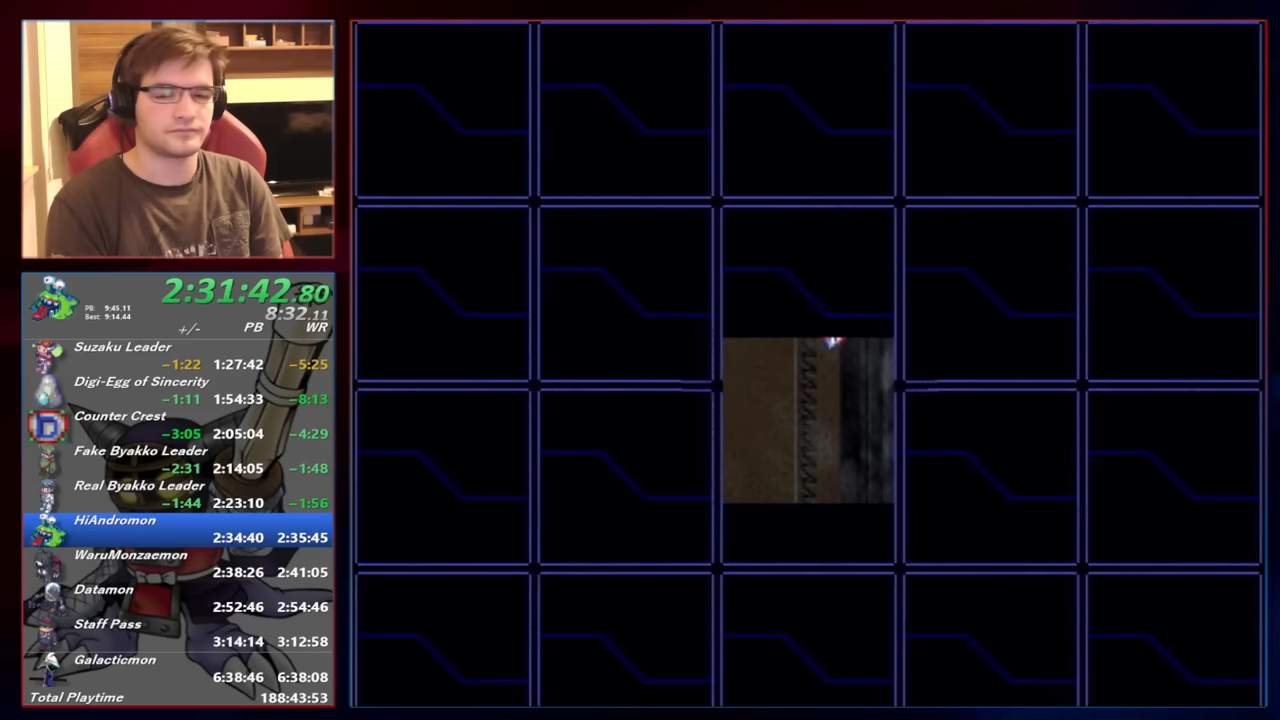 2:31:42.80
PB: 9:45.11
Best: 9:14.44
8:32.11
+/- PB WR
Suzaku Leader
−1:22 1:27:42 −5:25
Digi-Egg of Sincerity
−1:11 1:54:33 −8:13
Counter Crest
−3:05 2:05:04 −4:29
Fake Byakko Leader
−2:31 2:14:05 −1:48
Real Byakko Leader
−1:44 2:23:10 −1:56
HiAndromon
2:34:40 2:35:45
WaruMonzaemon
2:38:26 2:41:05
Datamon
2:52:46 2:54:46
Staff Pass
3:14:14 3:12:58
Galacticmon
6:38:46 6:38:08
Total Playtime 188:43:53